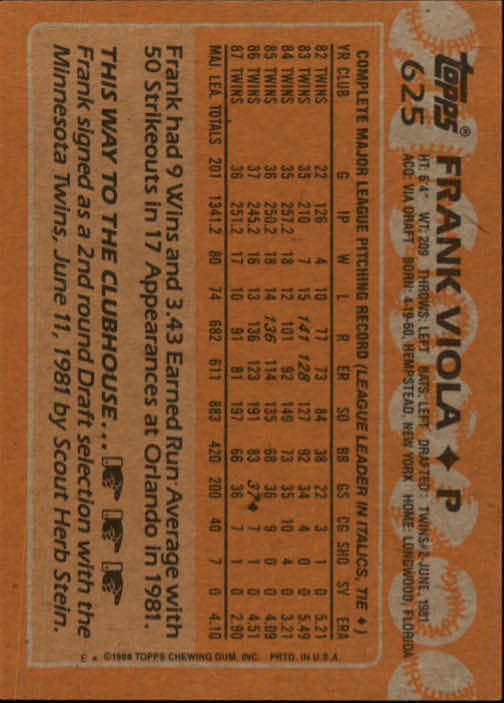 topps®
625
FRANK VIOLA ♦ P
HT: 6'4" WT: 209 THROWS: LEFT BATS: LEFT DRAFTED: TWINS #2-JUNE, 1981
ACQ: VIA DRAFT BORN: 4-19-60, HEMPSTEAD, NEW YORK HOME: LONGWOOD, FLORIDA
COMPLETE MAJOR LEAGUE PITCHING RECORD (LEAGUE LEADER IN ITALICS, TIE ♦)
YR CLUB G IP W L R ER SO BB GS CG SHO SV ERA
82 TWINS 22 126 4 10 77 73 84 38 22 3 1 0 5.21
83 TWINS 35 210 7 15 141 128 127 92 34 4 0 0 5.49
84 TWINS 35 257.2 18 12 101 92 149 73 35 10 4 0 3.21
85 TWINS 36 250.2 18 14 136 114 135 68 36 9 0 0 4.09
86 TWINS 37 245.2 16 13 136 123 191 83 37♦ 7 1 0 4.51
87 TWINS 36 251.2 17 10 91 81 197 66 36 7 1 0 2.90
MAJ. LEA. TOTALS 201 1341.2 80 74 682 611 883 420 200 40 7 0 4.10
Frank had 9 Wins and 3.43 Earned Run Average with
50 Strikeouts in 17 Appearances at Orlando in 1981.
THIS WAY TO THE CLUBHOUSE...
Frank signed as a 2nd round Draft selection with the
Minnesota Twins, June 11, 1981 by Scout Herb Stein.
©1988 TOPPS CHEWING GUM, INC. PRTD. IN U.S.A.